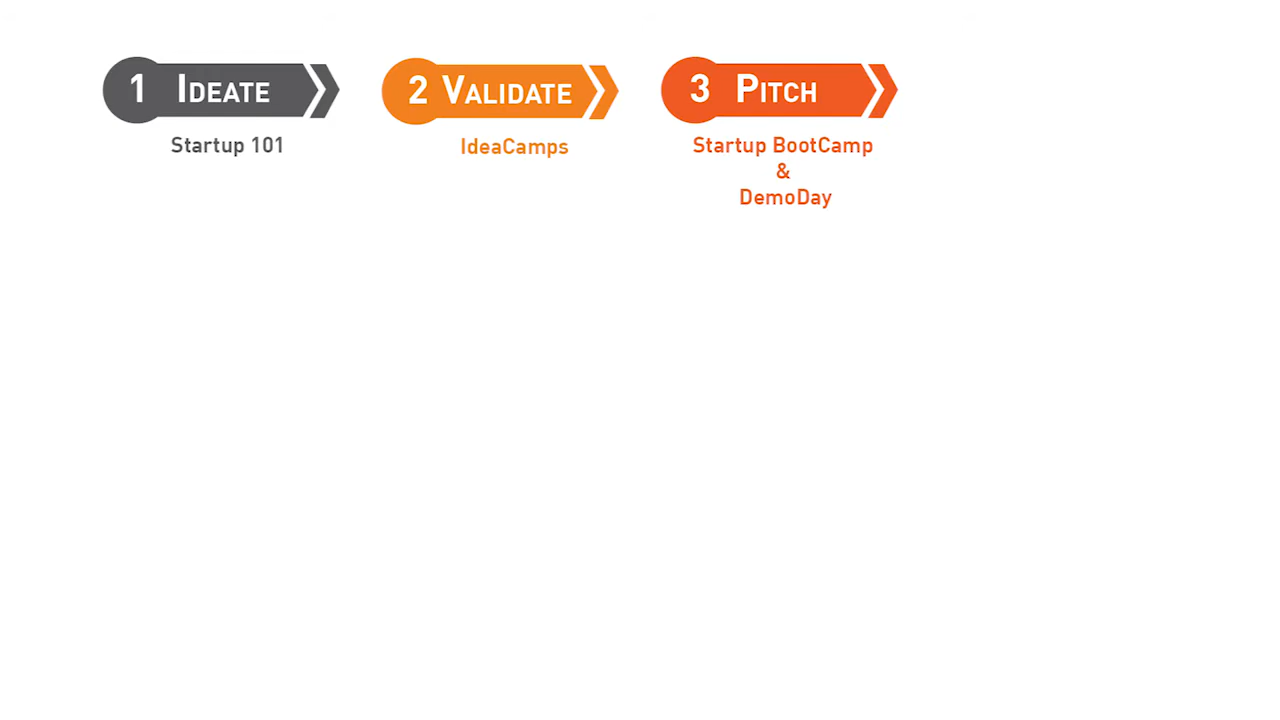 1 IDEATE
Startup 101
2 VALIDATE
IdeaCamps
3 PITCH
Startup BootCamp
&
DemoDay